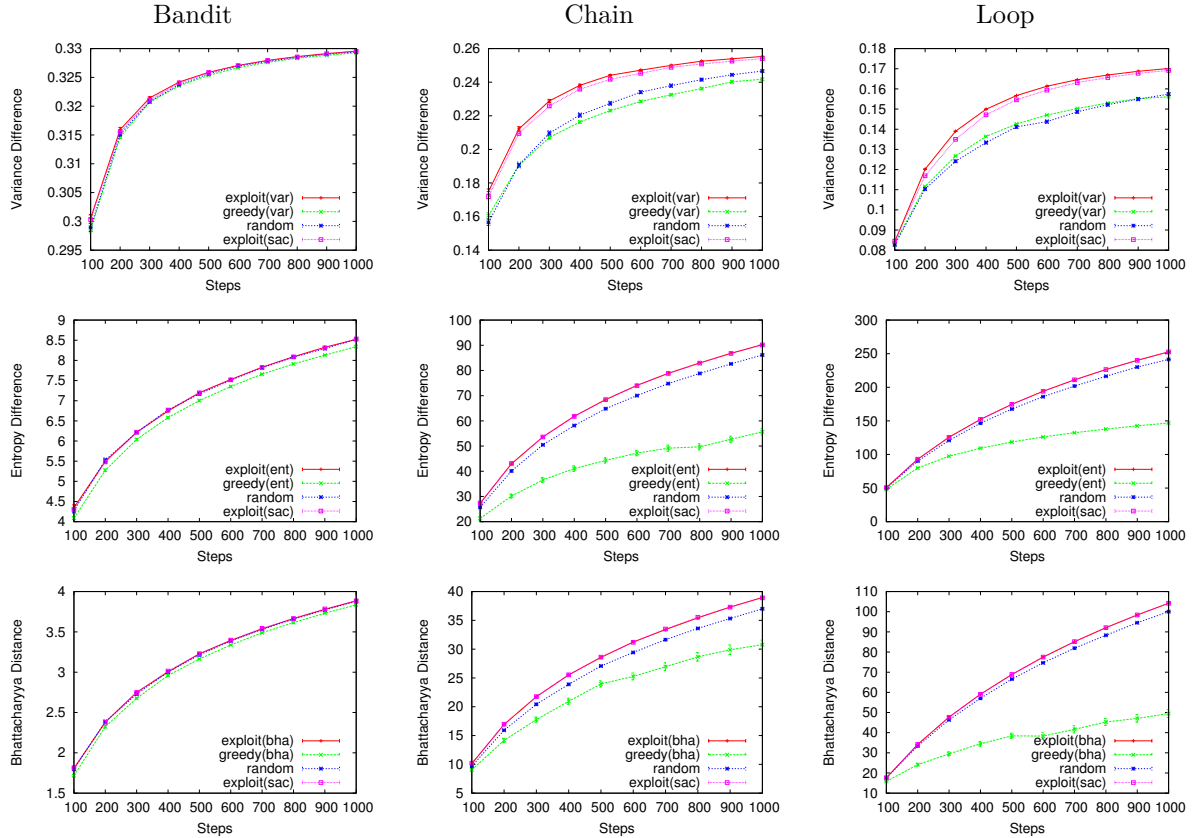 Bandit
Chain
Loop
0.33
0.325
0.32
0.315
0.31
0.305
0.3
0.295
Variance Difference
exploit(var)
greedy(var)
random
exploit(sac)
100 200 300 400 500 600 700 800 900 1000
Steps
0.26
0.24
0.22
0.2
0.18
0.16
0.14
Variance Difference
exploit(var)
greedy(var)
random
exploit(sac)
100 200 300 400 500 600 700 800 900 1000
Steps
0.18
0.17
0.16
0.15
0.14
0.13
0.12
0.11
0.1
0.09
0.08
Variance Difference
exploit(var)
greedy(var)
random
exploit(sac)
100 200 300 400 500 600 700 800 900 1000
Steps
9
8.5
8
7.5
7
6.5
6
5.5
5
4.5
4
Entropy Difference
exploit(ent)
greedy(ent)
random
exploit(sac)
100 200 300 400 500 600 700 800 900 1000
Steps
100
90
80
70
60
50
40
30
20
Entropy Difference
exploit(ent)
greedy(ent)
random
exploit(sac)
100 200 300 400 500 600 700 800 900 1000
Steps
300
250
200
150
100
50
0
Entropy Difference
exploit(ent)
greedy(ent)
random
exploit(sac)
100 200 300 400 500 600 700 800 900 1000
Steps
4
3.5
3
2.5
2
1.5
Bhattacharyya Distance
exploit(bha)
greedy(bha)
random
exploit(sac)
100 200 300 400 500 600 700 800 900 1000
Steps
40
35
30
25
20
15
10
5
Bhattacharyya Distance
exploit(bha)
greedy(bha)
random
exploit(sac)
100 200 300 400 500 600 700 800 900 1000
Steps
110
100
90
80
70
60
50
40
30
20
10
Bhattacharyya Distance
exploit(bha)
greedy(bha)
random
exploit(sac)
100 200 300 400 500 600 700 800 900 1000
Steps